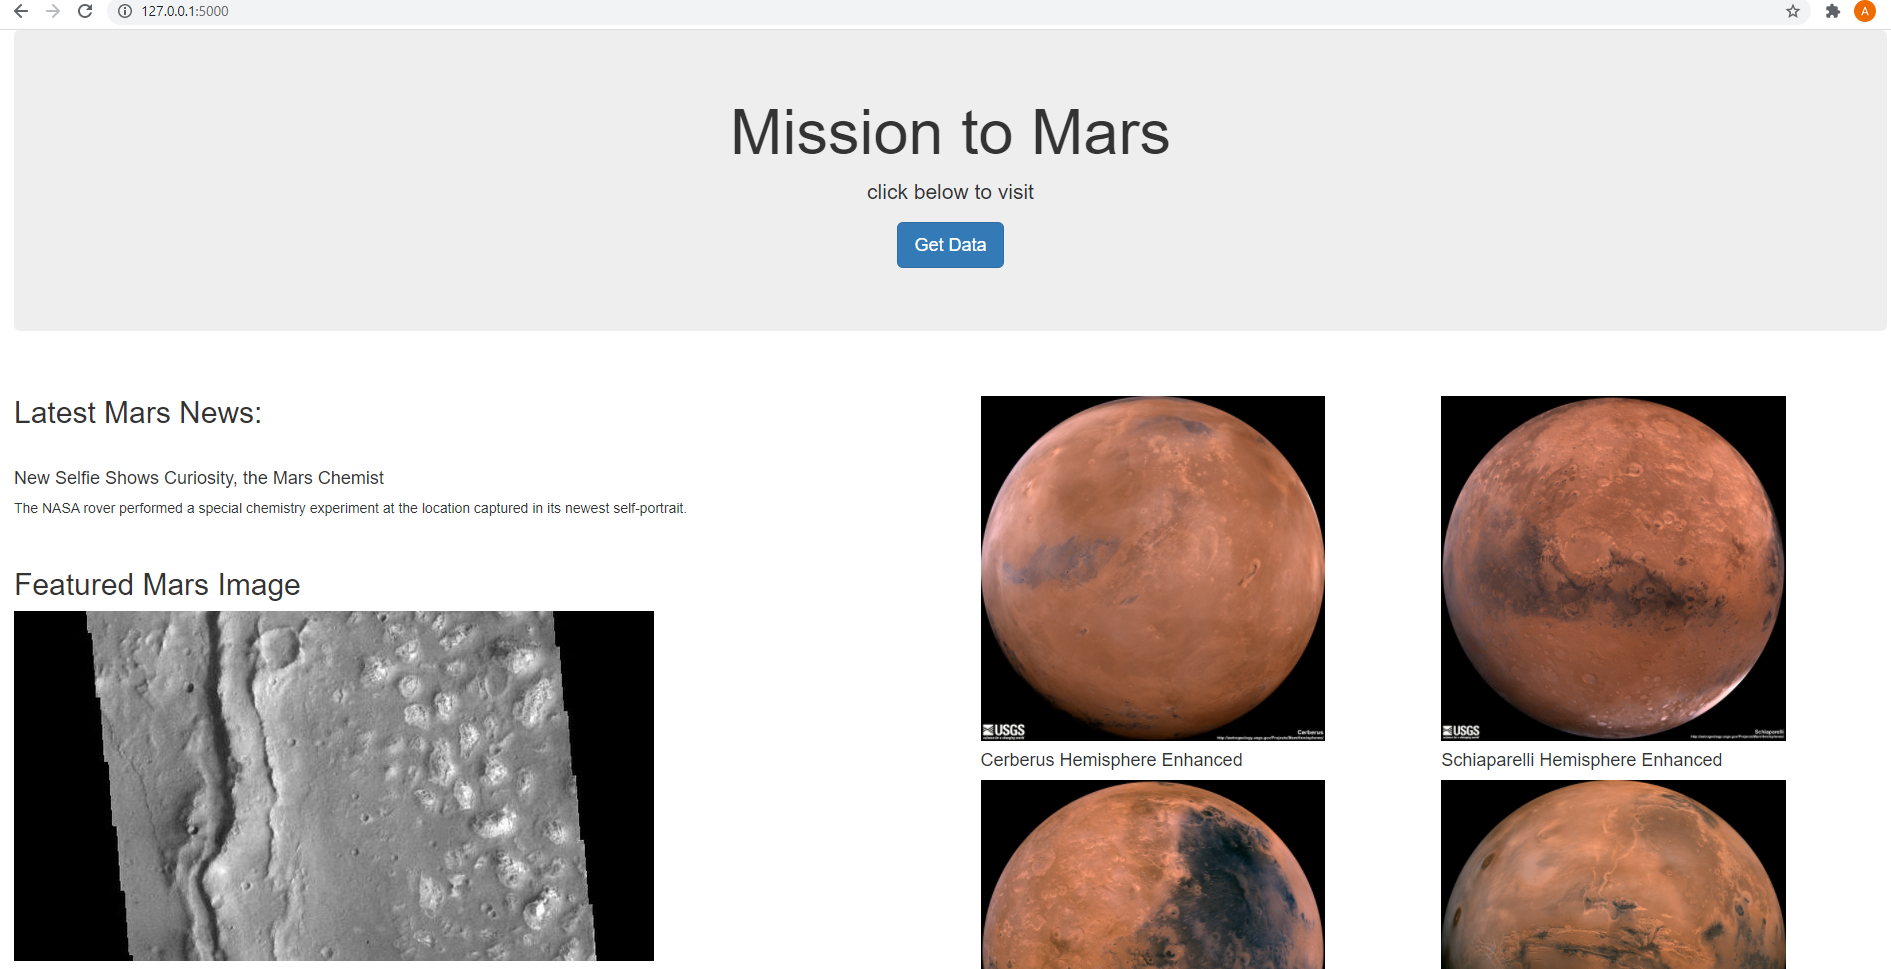 127.0.0.1:5000
A
Mission to Mars
click below to visit
Get Data
Latest Mars News:
New Selfie Shows Curiosity, the Mars Chemist
The NASA rover performed a special chemistry experiment at the location captured in its newest self-portrait.
Featured Mars Image
USGS
Cerberus
Cerberus Hemisphere Enhanced
USGS
Schiaparelli
Schiaparelli Hemisphere Enhanced